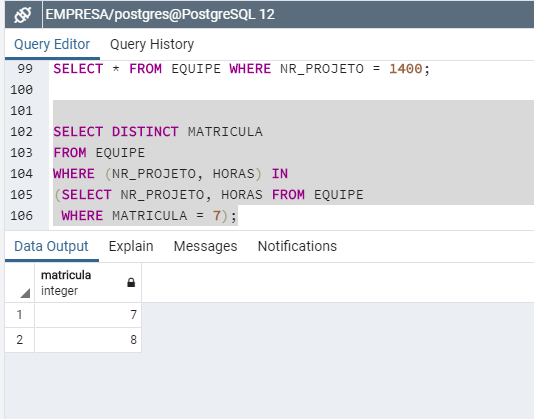 EMPRESA/postgres@PostgreSQL 12
Query Editor Query History
99 SELECT * FROM EQUIPE WHERE NR_PROJETO = 1400;
100
101
102 SELECT DISTINCT MATRICULA
103 FROM EQUIPE
104 WHERE (NR_PROJETO, HORAS) IN
105 (SELECT NR_PROJETO, HORAS FROM EQUIPE
106 WHERE MATRICULA = 7);
Data Output Explain Messages Notifications
matricula
integer
1 7
2 8